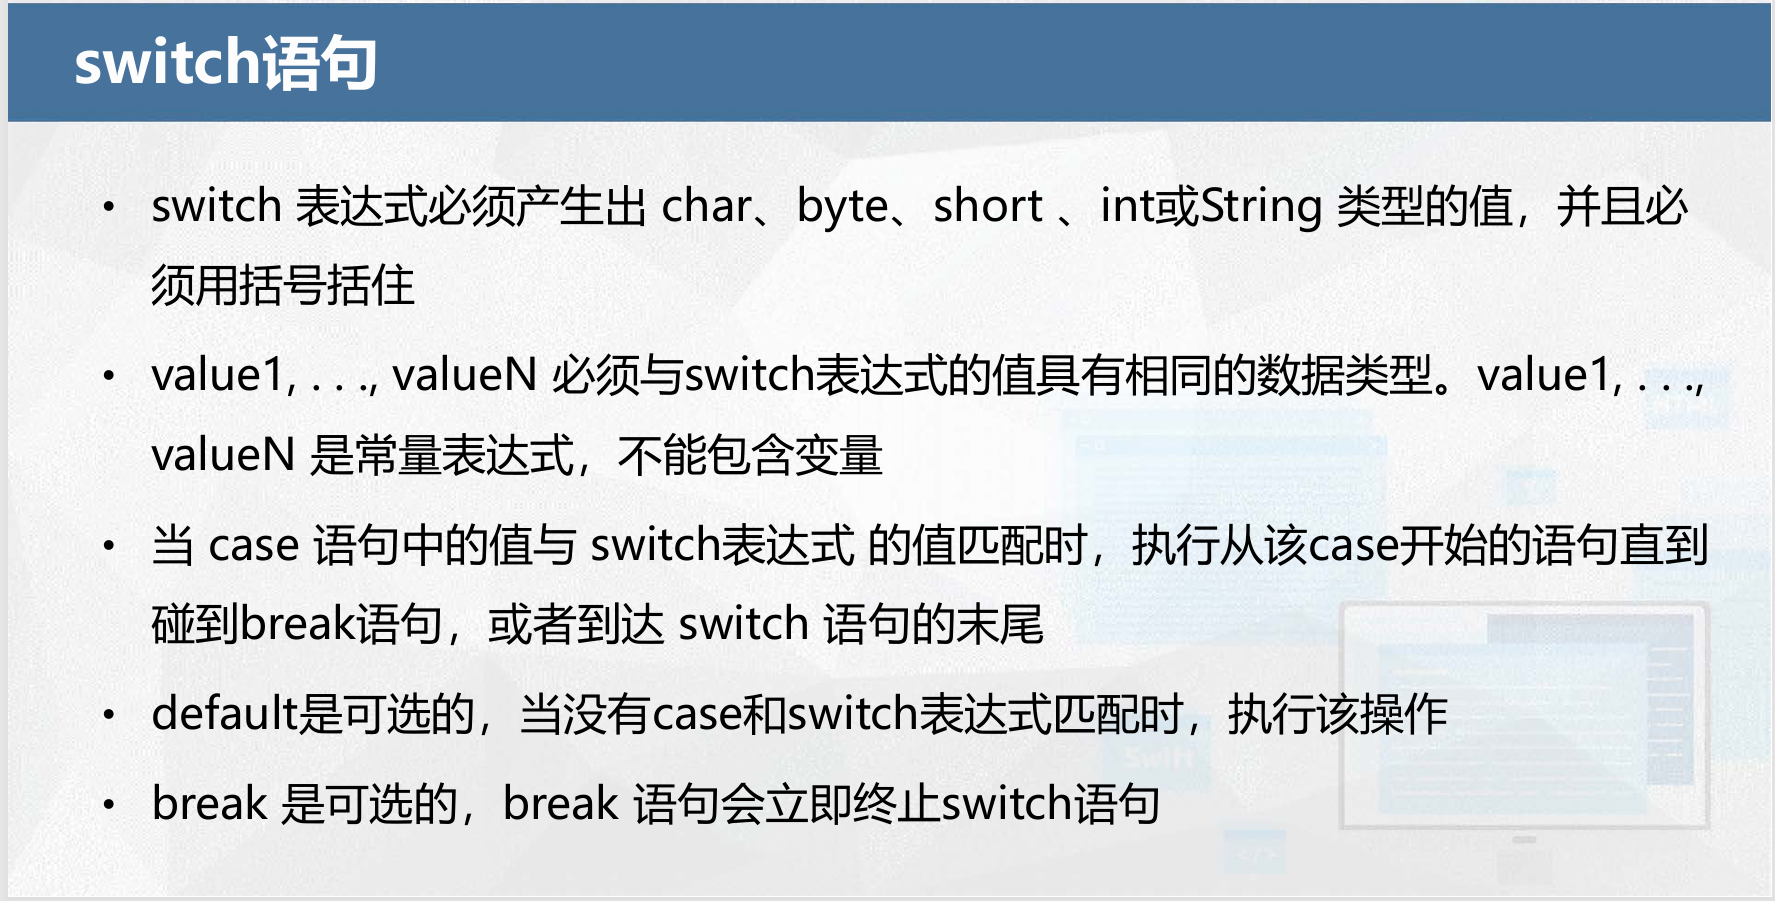 switch语句
• switch 表达式必须产生出 char、byte、short 、int或String 类型的值，并且必
须用括号括住
• value1, . . ., valueN 必须与switch表达式的值具有相同的数据类型。value1, . . .,
valueN 是常量表达式，不能包含变量
• 当 case 语句中的值与 switch表达式 的值匹配时，执行从该case开始的语句直到
碰到break语句，或者到达 switch 语句的末尾
• default是可选的，当没有case和switch表达式匹配时，执行该操作
• break 是可选的，break 语句会立即终止switch语句
Swift